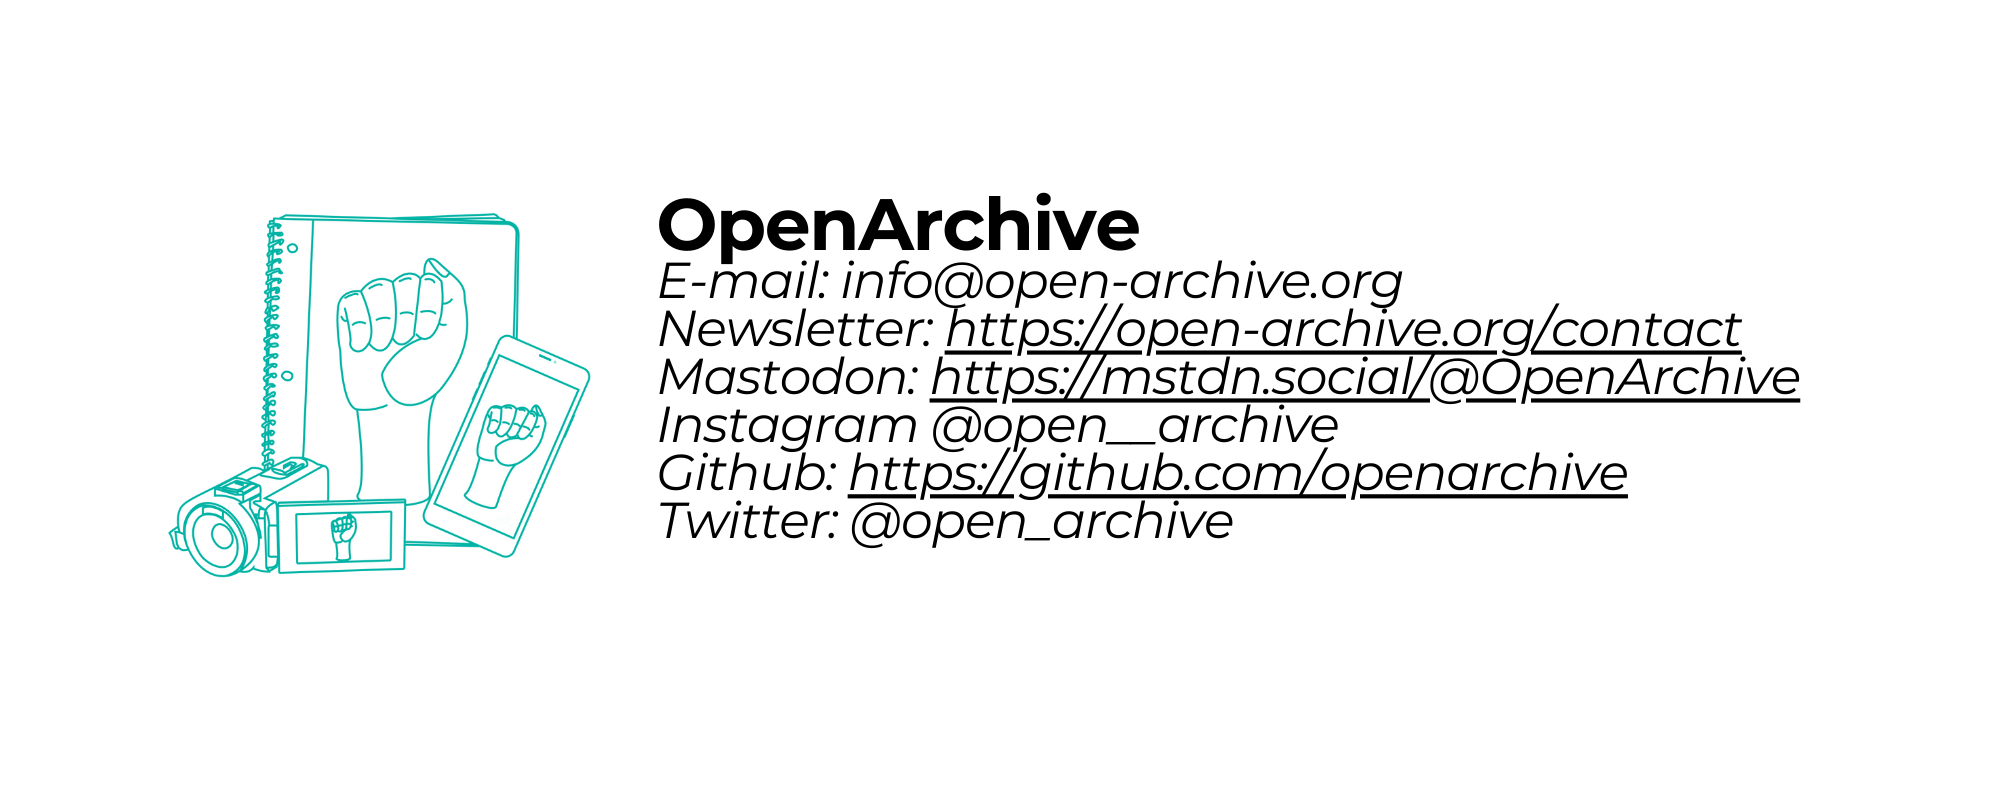 OpenArchive
E-mail: info@open-archive.org
Newsletter: https://open-archive.org/contact
Mastodon: https://mstdn.social/@OpenArchive
Instagram @open__archive
Github: https://github.com/openarchive
Twitter: @open_archive